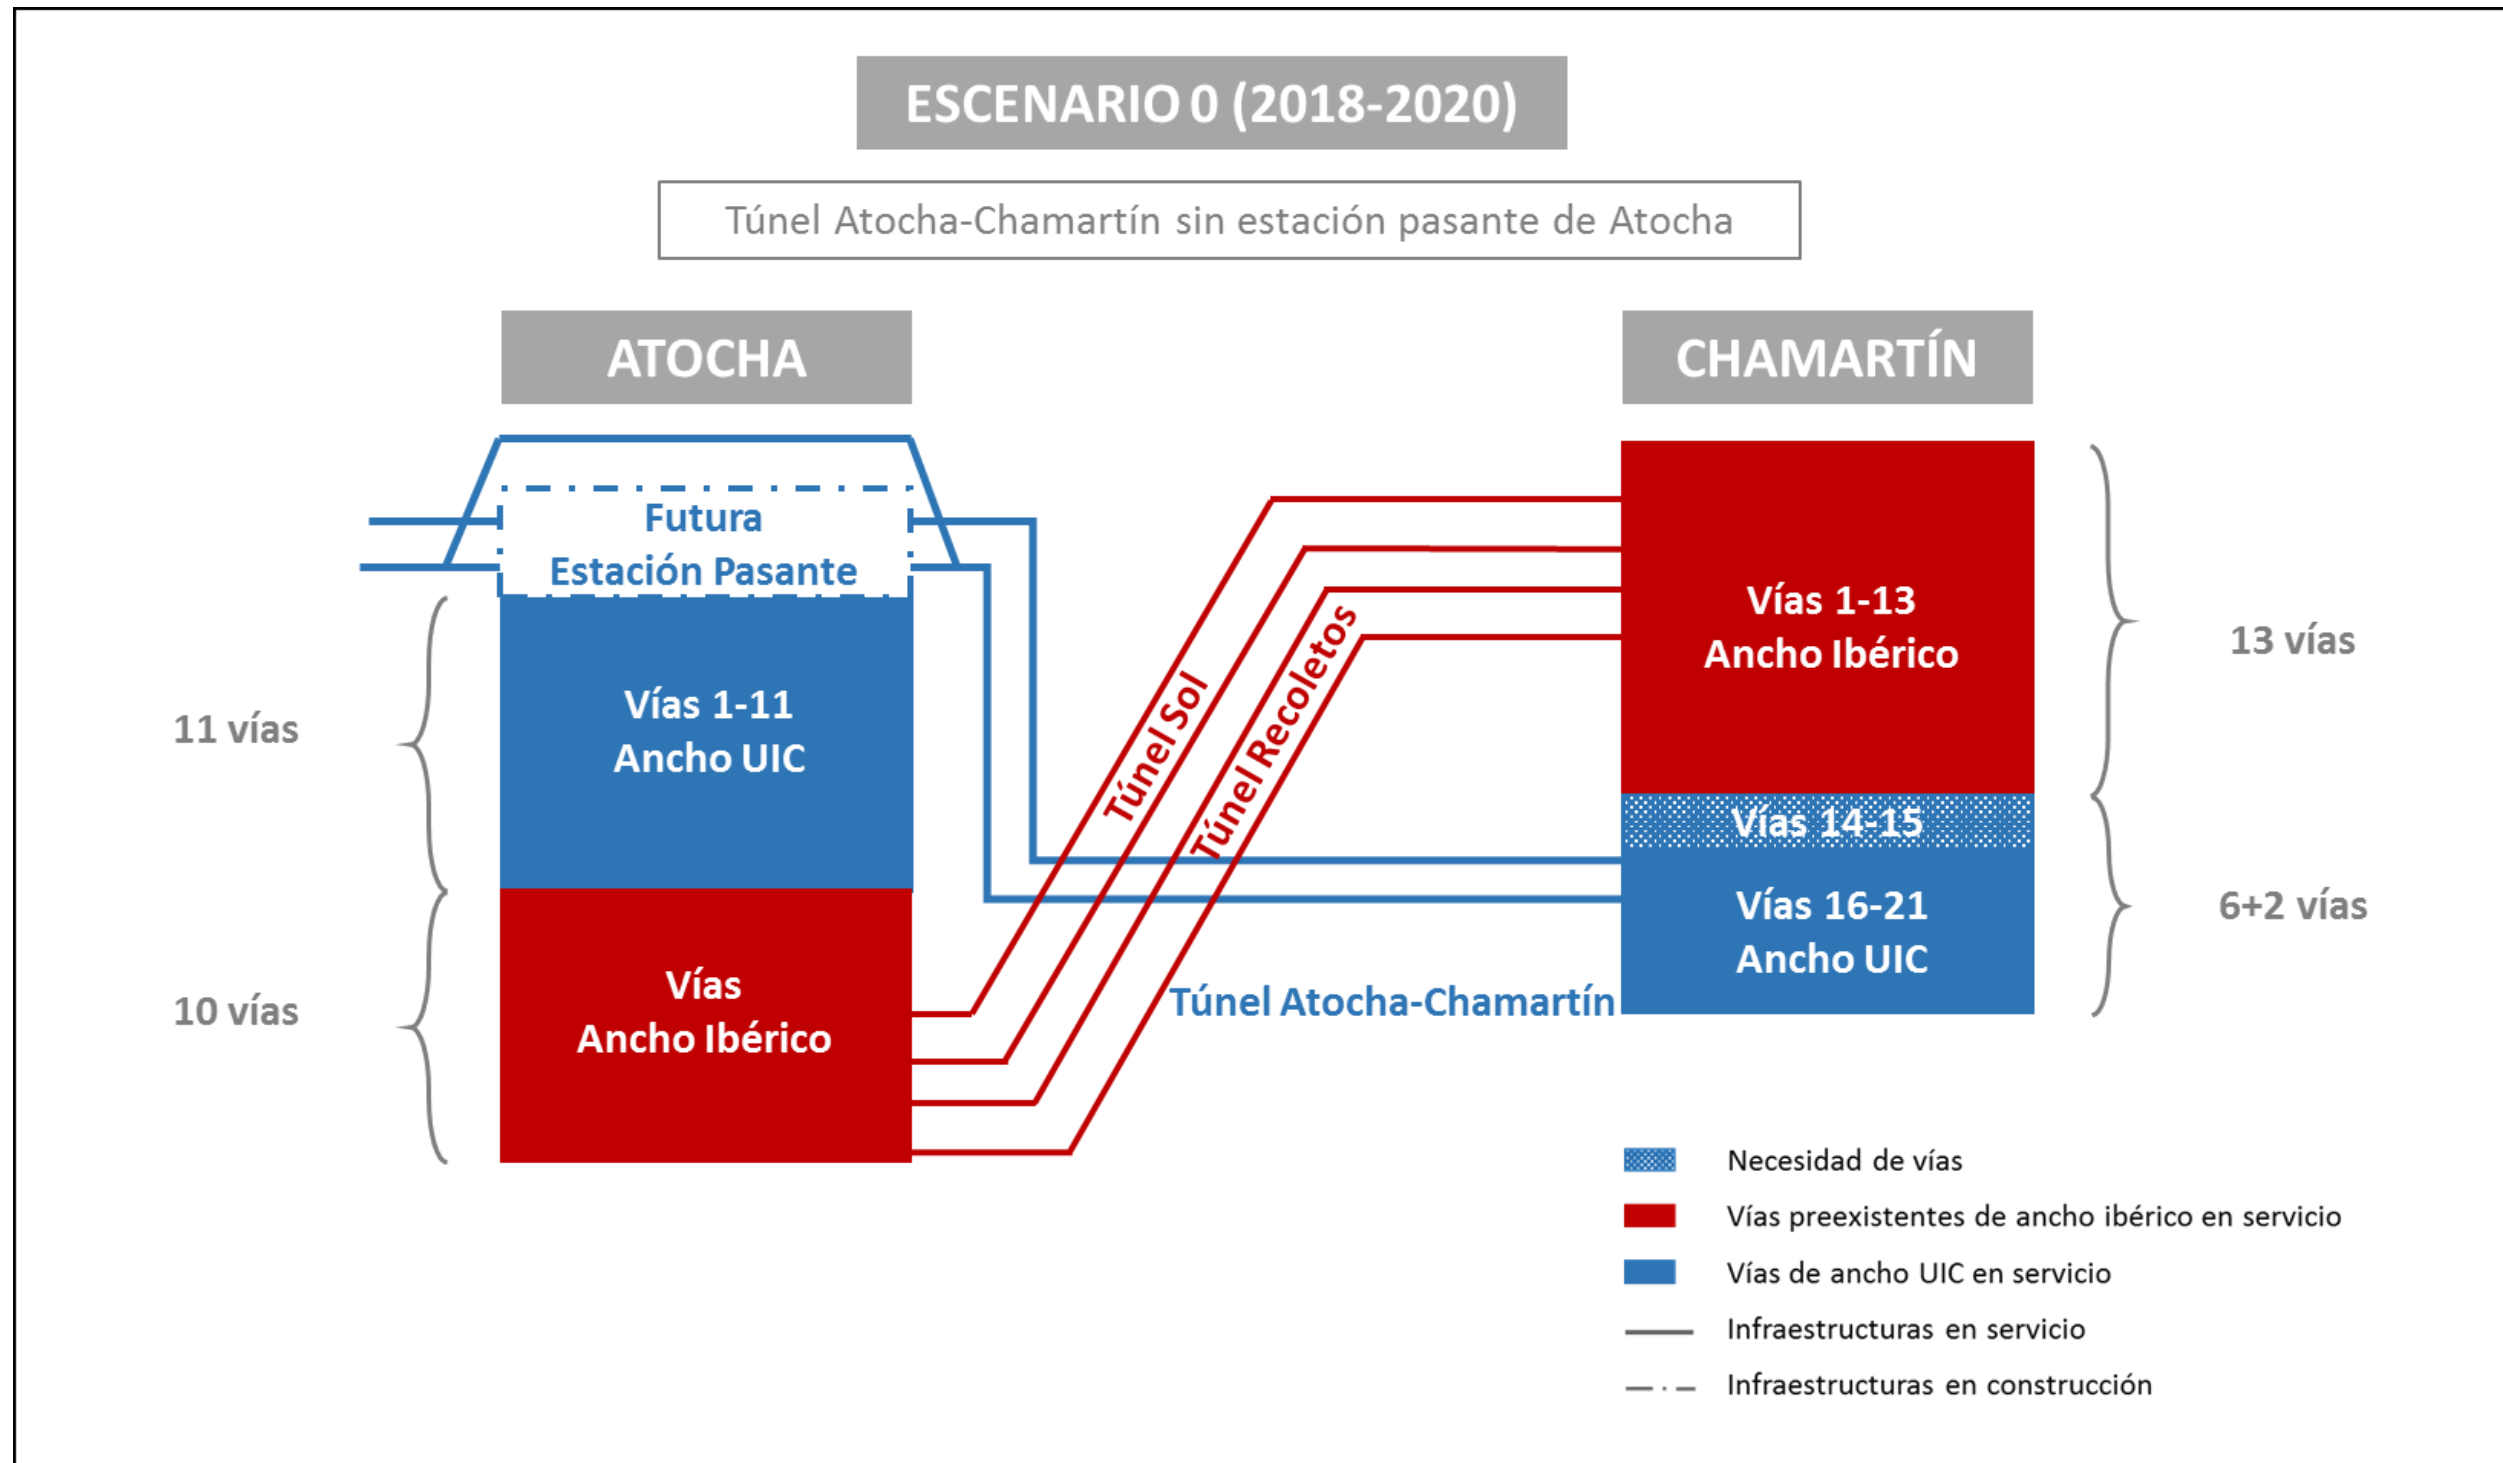 ESCENARIO 0 (2018-2020)
Túnel Atocha-Chamartín sin estación pasante de Atocha
ATOCHA
CHAMARTÍN
Futura
Estación Pasante
Vías 1-11
Ancho UIC
11 vías
Vías
Ancho Ibérico
10 vías
Túnel Sol
Túnel Recoletos
Túnel Atocha-Chamartín
Vías 1-13
Ancho Ibérico
13 vías
Vías 14-15
Vías 16-21
Ancho UIC
6+2 vías
Necesidad de vías
Vías preexistentes de ancho ibérico en servicio
Vías de ancho UIC en servicio
Infraestructuras en servicio
Infraestructuras en construcción